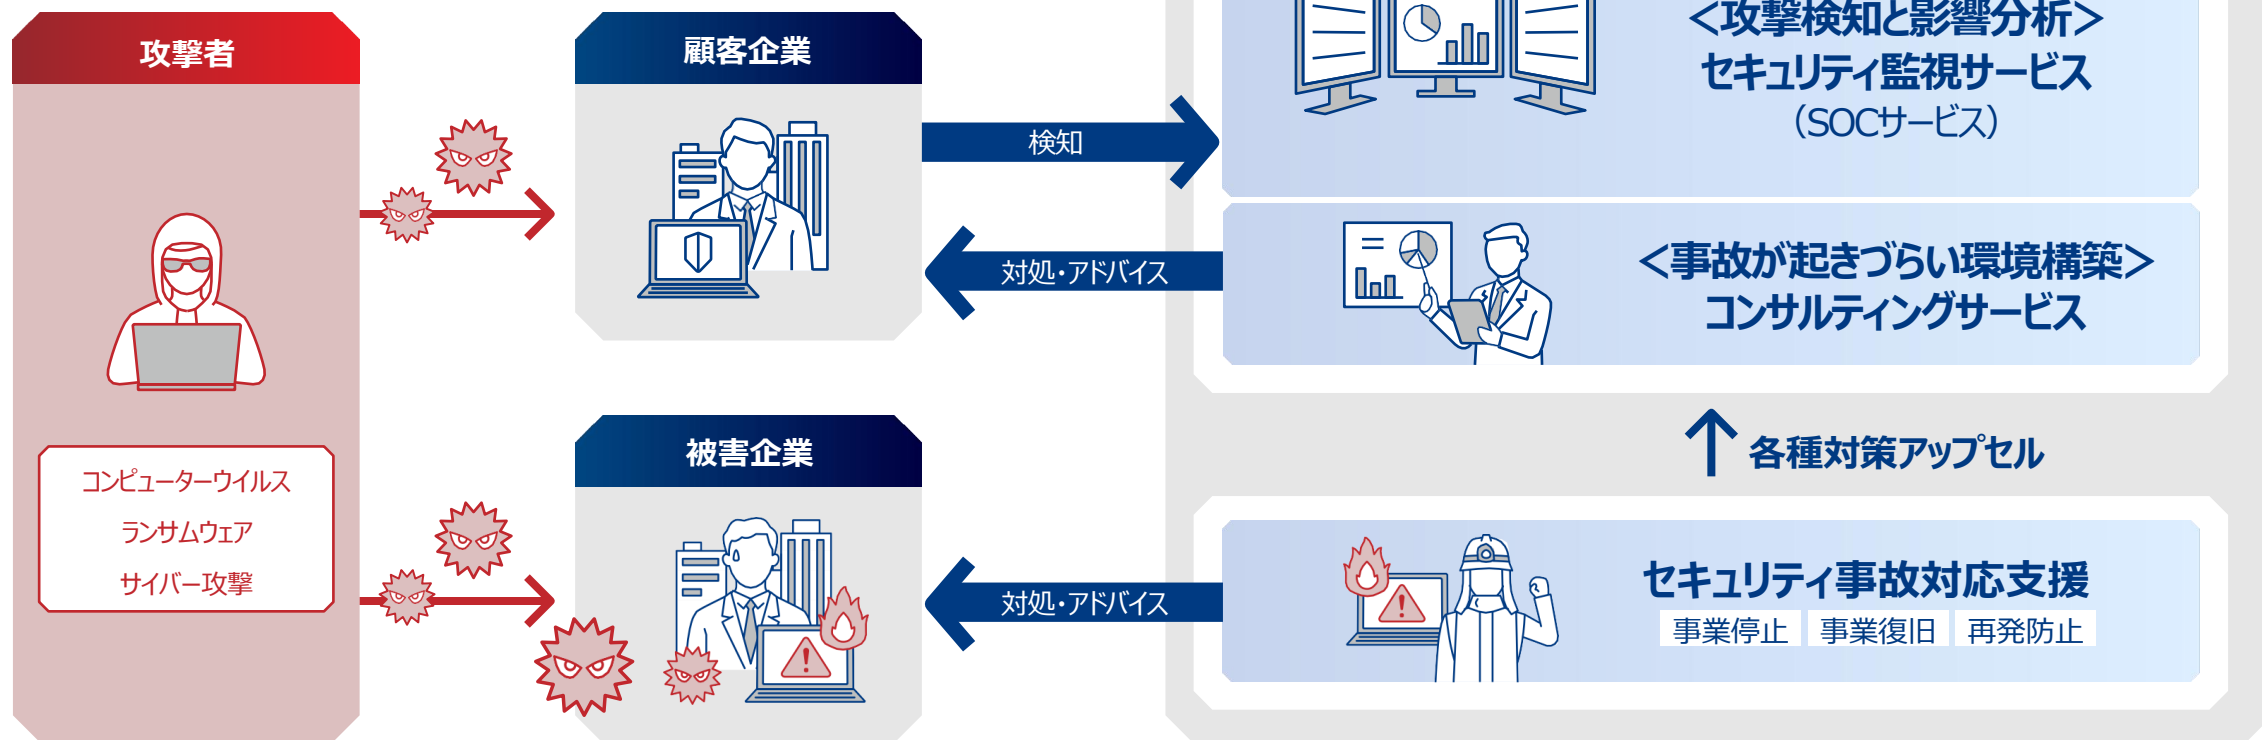 攻撃者
コンピューターウイルス
ランサムウェア
サイバー攻撃
顧客企業
検知
対処・アドバイス
<攻撃検知と影響分析>
セキュリティ監視サービス
（SOCサービス）
<事故が起きづらい環境構築>
コンサルティングサービス
各種対策アップセル
被害企業
対処・アドバイス
セキュリティ事故対応支援
事業停止 事業復旧 再発防止